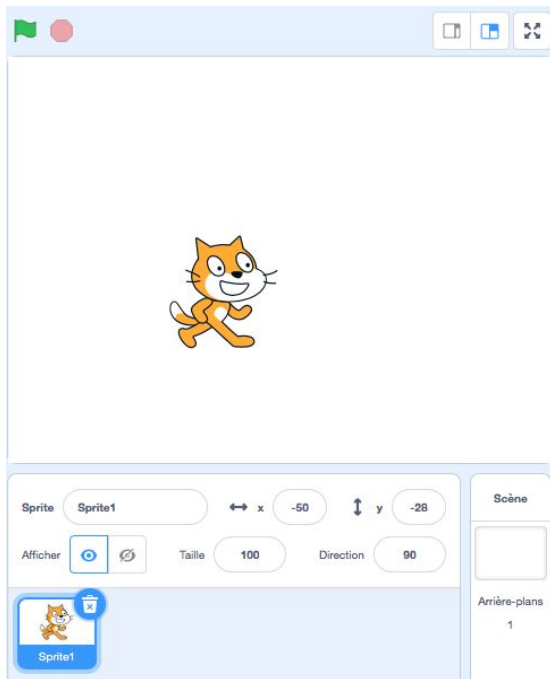 Sprite Sprite1 x -50 y -28
Afficher Taille 100 Direction 90
Sprite1
Scène
Arrière-plans
1